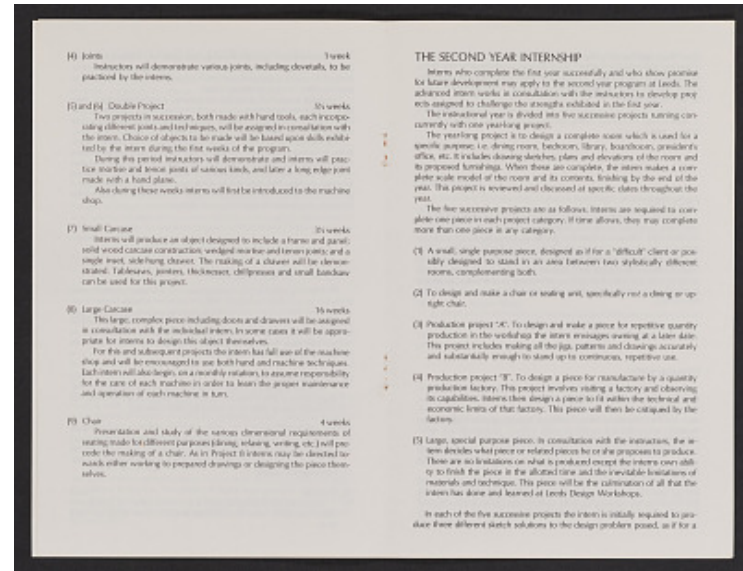 (4) Joints 1 week
Instructors will demonstrate various joints, including dovetails, to be
practiced by the interns.
(5) and (6) Double Project weeks
Two projects in succession, both made with hand tools, each incorpo-
rating different joints and techniques, will be assigned in consultation with
the intern. Choice of objects to be made will be based upon skills exhibi-
ted by the intern during the first weeks of the program.
During this period instructors will demonstrate and interns will prac-
tice mortise and tenon joints of various kinds, and later a long edge joint
made with a hand plane.
Also during these weeks interns will first be introduced to the machine
shop.
(7) Small Carcase weeks
Interns will produce an object designed to include a frame and panel;
solid wood carcase construction; wedged mortise and tenon joints; and a
single inset, side-hung drawer. The making of a drawer will be demon-
strated. Tablesaws, jointers, thicknesser, drillpresses and small bandsaw
can be used for this project.
(8) Large Carcase 16 weeks
This large, complex piece including doors and drawers will be assigned
in consultation with the individual intern. In some cases it will be appro-
priate for interns to design this object themselves.
For this and subsequent projects the intern has full use of the machine
shop and will be encouraged to use both hand and machine techniques.
Each intern will also begin, on a monthly rotation, to assume responsibility
for the care of each machine in order to learn the proper maintenance
and operation of each machine in turn.
(9) Chair 4 weeks
Presentation and study of the various dimensional requirements of
seating made for different purposes (dining, relaxing, writing, etc.) will pre-
cede the making of a chair. As in Project 8 interns may be directed to-
wards either working to prepared drawings or designing the piece them-
selves.
THE SECOND YEAR INTERNSHIP
Interns who complete the first year successfully and who show promise
for future development may apply to the second year program at Leeds. The
advanced intern works in consultation with the instructors to develop proj-
ects assigned to challenge the strengths exhibited in the first year.
The instructional year is divided into five successive projects running con-
currently with one year-long project.
The year-long project is to design a complete room which is used for a
specific purpose; i.e. dining room, bedroom, library, boardroom, president's
office, etc. It includes drawing sketches, plans and elevations of the room and
its proposed furnishings. When these are complete, the intern makes a com-
plete scale model of the room and its contents, finishing by the end of the
year. This project is reviewed and discussed at specific dates throughout the
year.
The five successive projects are as follows. Interns are required to com-
plete one piece in each project category. If time allows, they may complete
more than one piece in any category.
(1) A small, single purpose piece, designed as if for a "difficult" client or pos-
sibly designed to stand in an area between two stylistically different
rooms, complementing both.
(2) To design and make a chair or seating unit, specifically not a dining or up-
right chair.
(3) Production project "A". To design and make a piece for repetitive quantity
production in the workshop the intern envisages owning at a later date.
This project includes making all the jigs, patterns and drawings accurately
and substantially enough to stand up to continuous, repetitive use.
(4) Production project "B". To design a piece for manufacture by a quantity
production factory. This project involves visiting a factory and observing
its capabilities. Interns then design a piece to fit within the technical and
economic limits of that factory. This piece will then be critiqued by the
factory.
(5) Large, special purpose piece. In consultation with the instructors, the in-
tern decides what piece or related pieces he or she proposes to produce.
There are no limitations on what is produced except the interns own abil-
ity to finish the piece in the allotted time and the inevitable limitations of
materials and technique. This piece will be the culmination of all that the
intern has done and learned at Leeds Design Workshops.
In each of the five successive projects the intern is initially required to pro-
duce three different sketch solutions to the design problem posed, as if for a